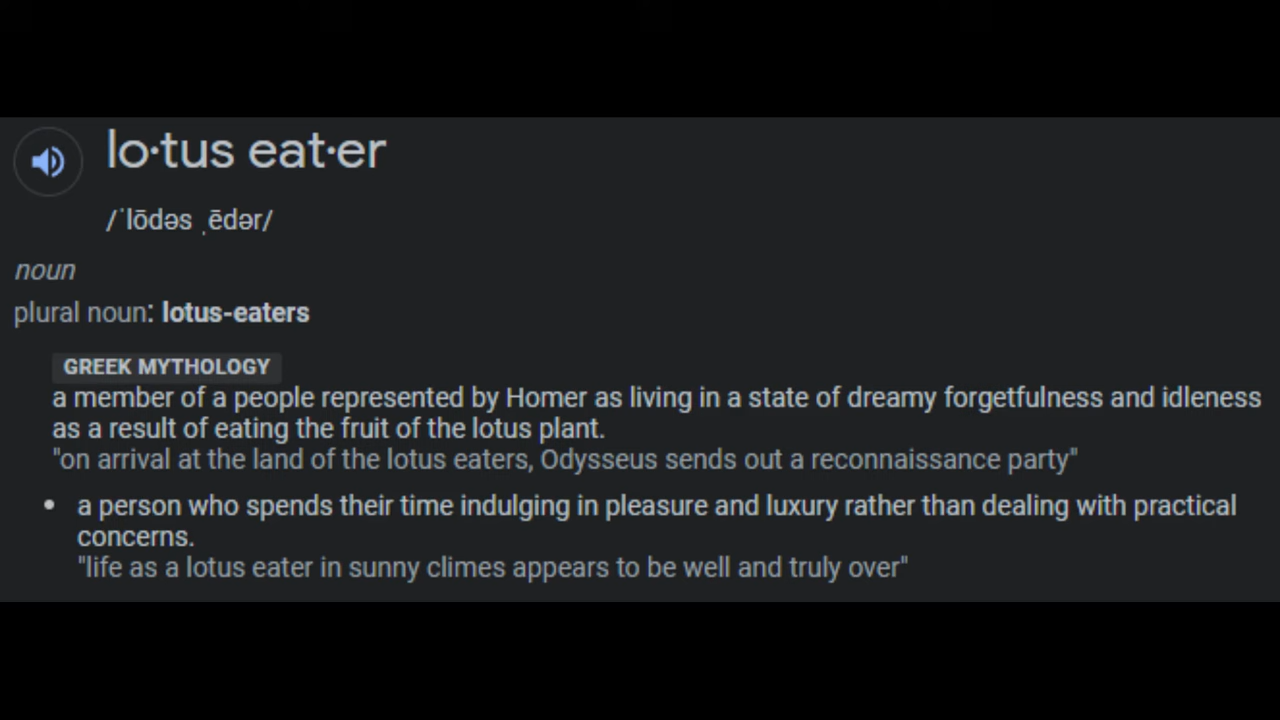 lo·tus eat·er
/ˈlōdəs ˌēdər/
noun
plural noun: lotus-eaters
GREEK MYTHOLOGY
a member of a people represented by Homer as living in a state of dreamy forgetfulness and idleness
as a result of eating the fruit of the lotus plant.
"on arrival at the land of the lotus eaters, Odysseus sends out a reconnaissance party"
• a person who spends their time indulging in pleasure and luxury rather than dealing with practical
concerns.
"life as a lotus eater in sunny climes appears to be well and truly over"